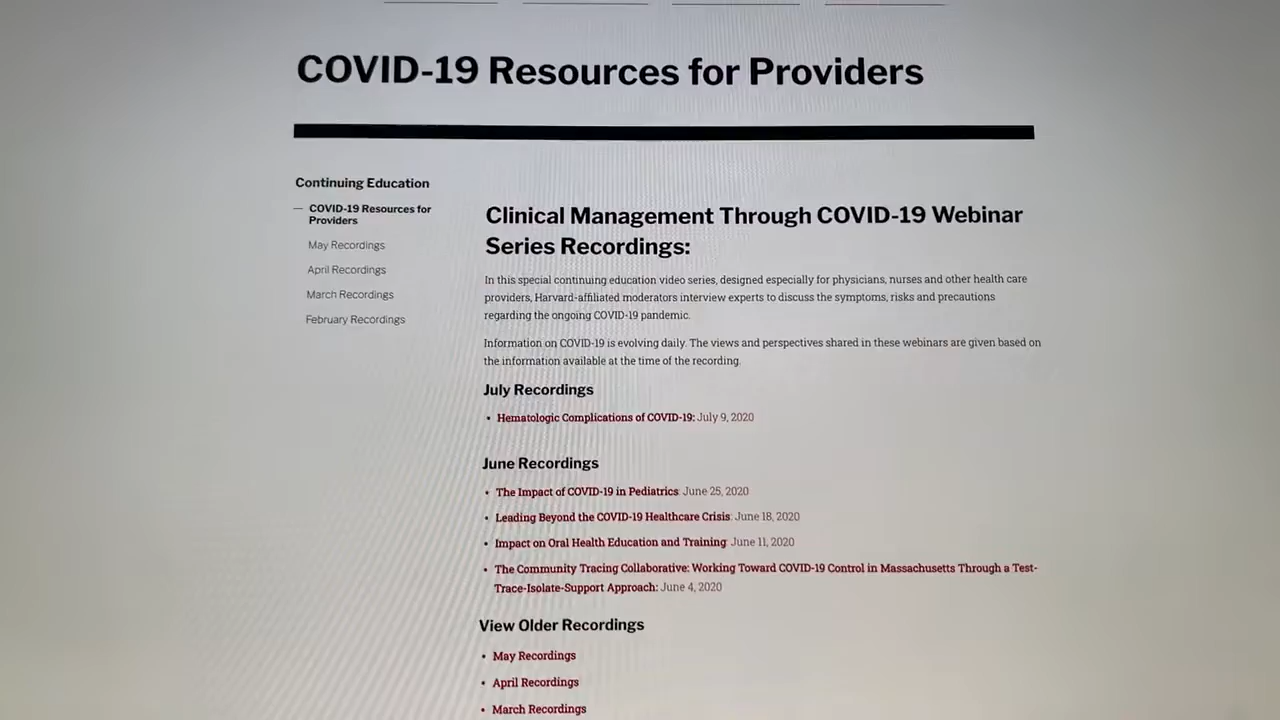 COVID-19 Resources for Providers
Continuing Education
— COVID-19 Resources for
Providers
May Recordings
April Recordings
March Recordings
February Recordings
Clinical Management Through COVID-19 Webinar
Series Recordings:
In this special continuing education video series, designed especially for physicians, nurses and other health care
providers, Harvard-affiliated moderators interview experts to discuss the symptoms, risks and precautions
regarding the ongoing COVID-19 pandemic.
Information on COVID-19 is evolving daily. The views and perspectives shared in these webinars are given based on
the information available at the time of the recording.
July Recordings
• Hematologic Complications of COVID-19: July 9, 2020
June Recordings
• The Impact of COVID-19 in Pediatrics: June 25, 2020
• Leading Beyond the COVID-19 Healthcare Crisis: June 18, 2020
• Impact on Oral Health Education and Training: June 11, 2020
• The Community Tracing Collaborative: Working Toward COVID-19 Control in Massachusetts Through a Test-
Trace-Isolate-Support Approach: June 4, 2020
View Older Recordings
• May Recordings
• April Recordings
• March Recordings